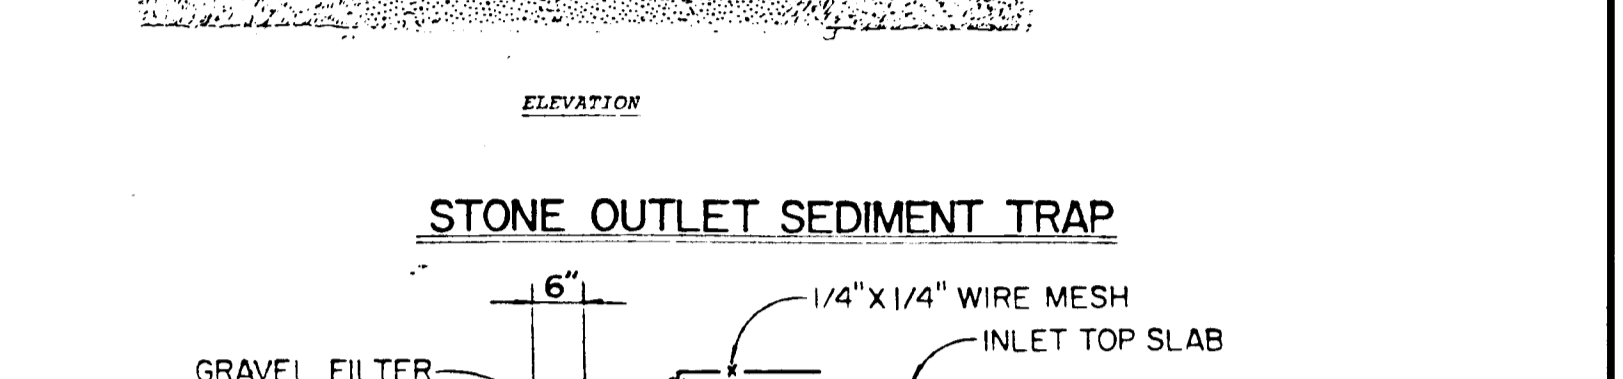 ELEVATION
STONE OUTLET SEDIMENT TRAP
6"
1/4"X1/4" WIRE MESH
INLET TOP SLAB
GRAVEL FILTER